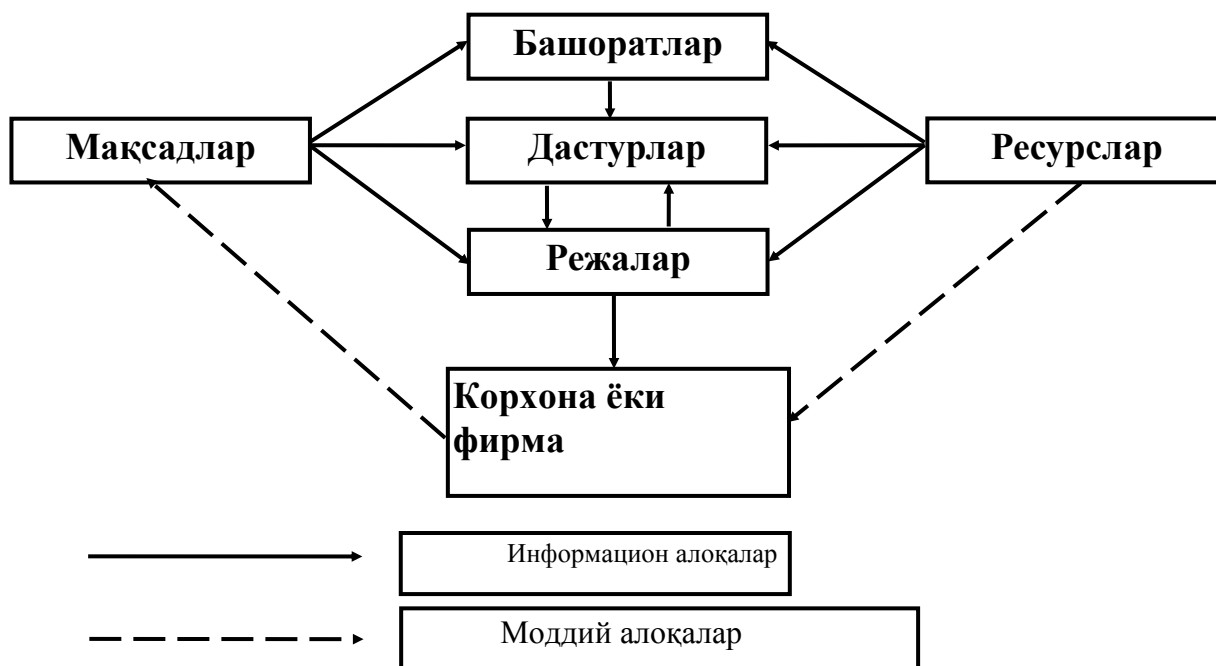 Башоратлар
Мақсадлар
Дастурлар
Ресурслар
Режалар
Корхона ёки
фирма
Информацион алоқалар
Моддий алоқалар